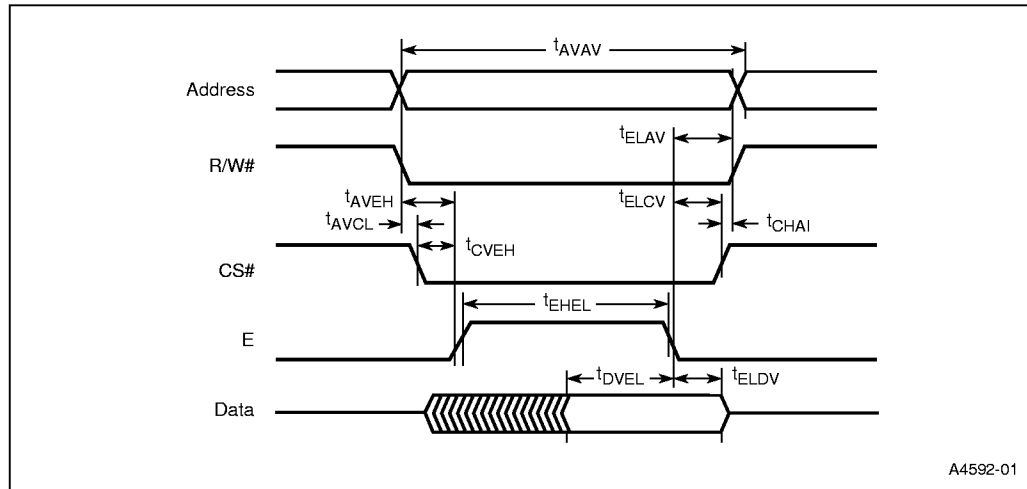 tAVAV
Address
tELAV
R/W#
tAVEH
tELCV
tAVCL
tCHAI
tCVEH
CS#
tEHEL
E
tDVEL
tELDV
Data
A4592-01